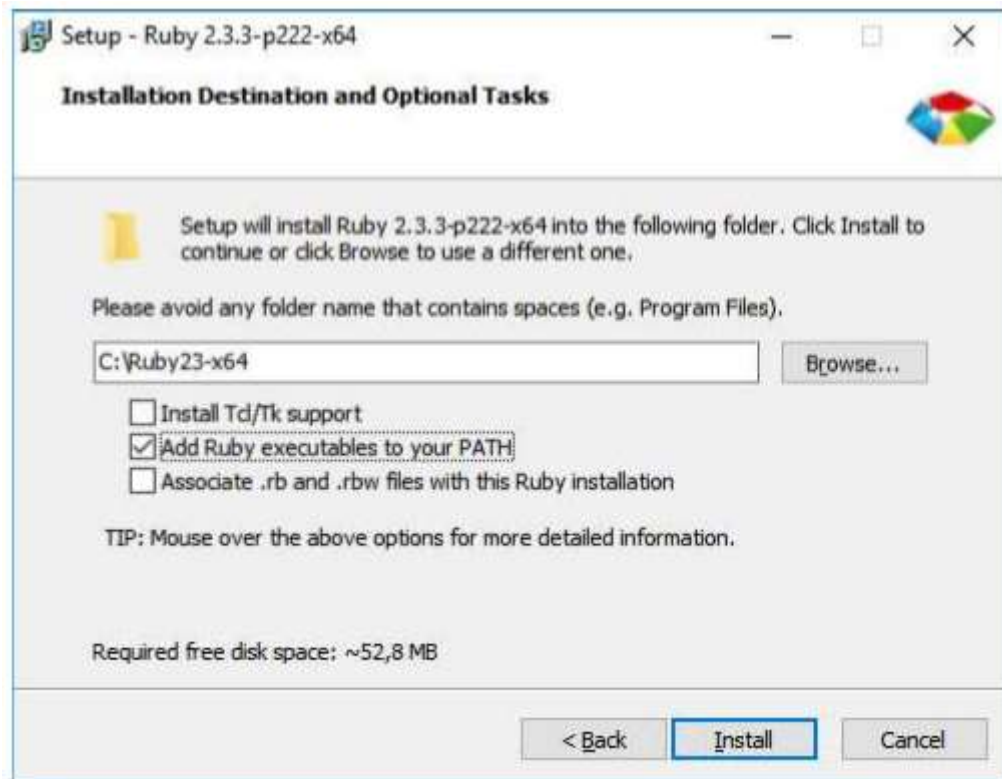 Setup - Ruby 2.3.3-p222-x64
Installation Destination and Optional Tasks
Setup will install Ruby 2.3.3-p222-x64 into the following folder. Click Install to
continue or click Browse to use a different one.
Please avoid any folder name that contains spaces (e.g. Program Files).
C:\Ruby23-x64
Browse...
Install Tcl/Tk support
Add Ruby executables to your PATH
Associate .rb and .rbw files with this Ruby installation
TIP: Mouse over the above options for more detailed information.
Required free disk space: ~52,8 MB
< Back
Install
Cancel